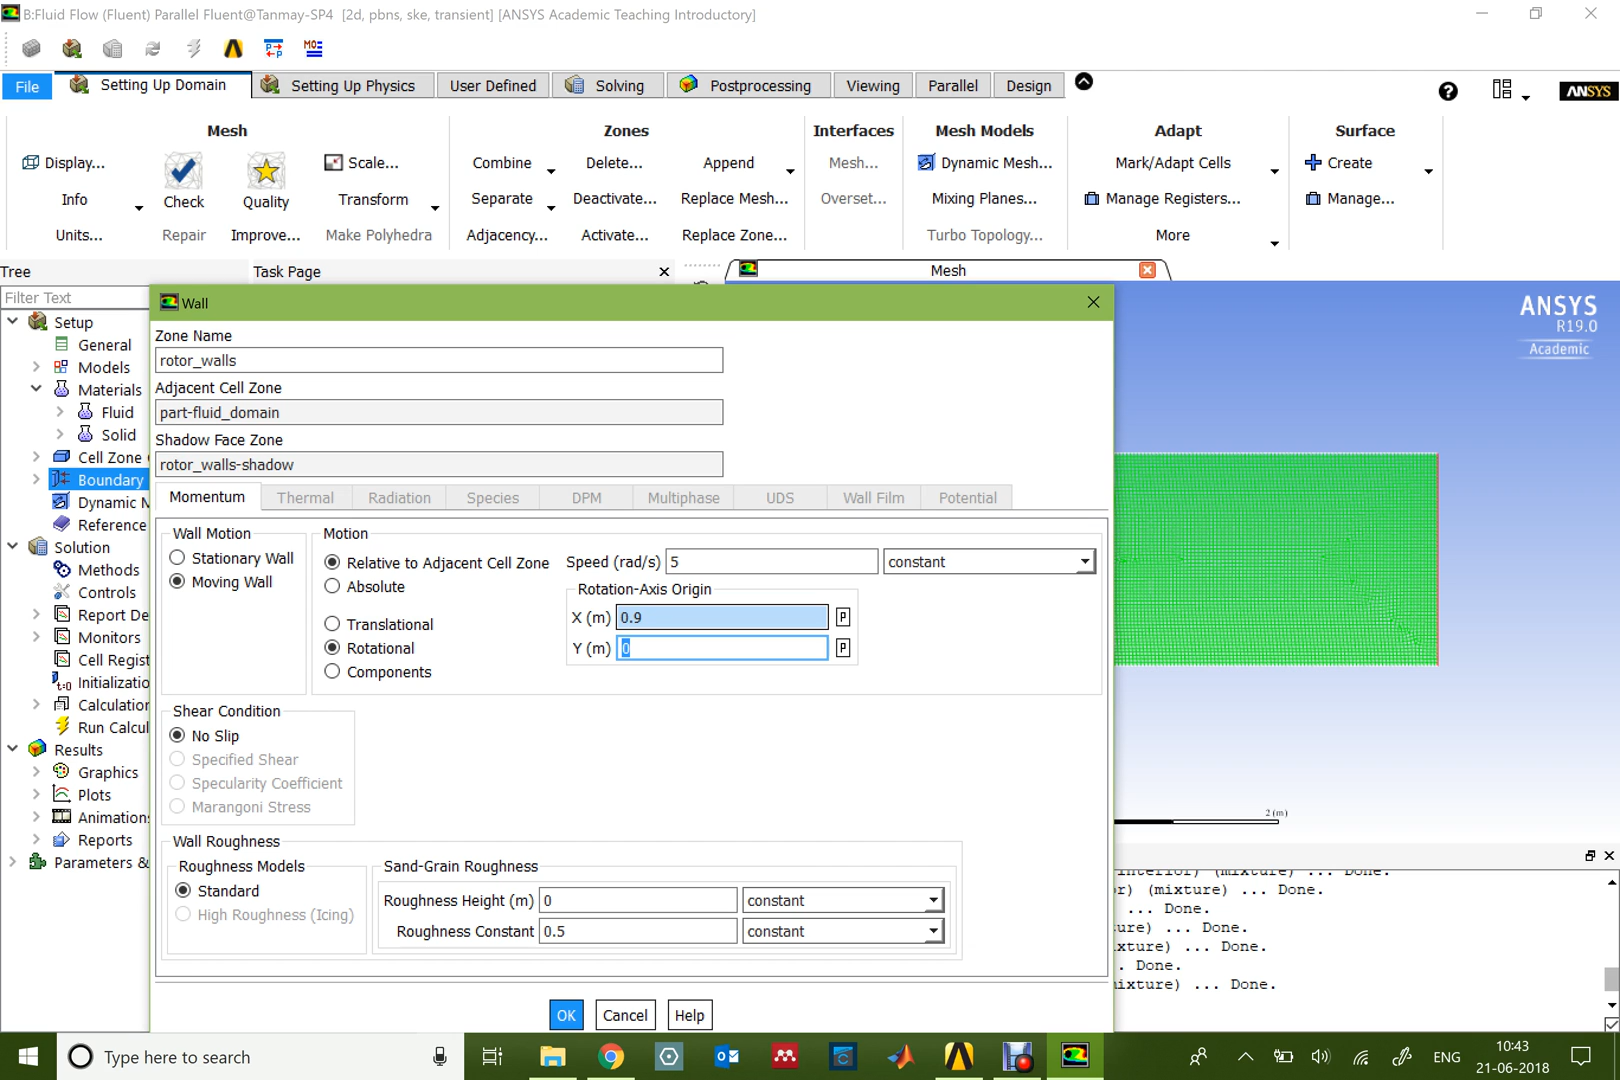 B:Fluid Flow (Fluent) Parallel Fluent@Tanmay-SP4 [2d, pbns, ske, transient] [ANSYS Academic Teaching Introductory]
File
Setting Up Domain
Setting Up Physics
User Defined
Solving
Postprocessing
Viewing
Parallel
Design
ANSYS
Mesh
Zones
Interfaces
Mesh Models
Adapt
Surface
Display...
Scale...
Combine
Delete...
Append
Mesh...
Dynamic Mesh...
Mark/Adapt Cells
Create
Info
Check
Quality
Transform
Separate
Deactivate...
Replace Mesh...
Overset...
Mixing Planes...
Manage Registers...
Manage...
Units...
Repair
Improve...
Make Polyhedra
Adjacency...
Activate...
Replace Zone...
Turbo Topology...
More
Tree
Task Page
Mesh
Filter Text
Setup
General
Models
Materials
Fluid
Solid
Cell Zone
Boundary
Dynamic M
Reference
Solution
Methods
Controls
Report De
Monitors
Cell Regist
Initializatio
Calculation
Run Calcul
Results
Graphics
Plots
Animations
Reports
Parameters &
Wall
Zone Name
rotor_walls
Adjacent Cell Zone
part-fluid_domain
Shadow Face Zone
rotor_walls-shadow
Momentum
Thermal
Radiation
Species
DPM
Multiphase
UDS
Wall Film
Potential
Wall Motion
Stationary Wall
Moving Wall
Motion
Relative to Adjacent Cell Zone
Absolute
Translational
Rotational
Components
Speed (rad/s) 5 constant
Rotation-Axis Origin
X (m) 0.9 P
Y (m) 0 P
Shear Condition
No Slip
Specified Shear
Specularity Coefficient
Marangoni Stress
Wall Roughness
Roughness Models
Standard
High Roughness (Icing)
Sand-Grain Roughness
Roughness Height (m) 0 constant
Roughness Constant 0.5 constant
OK Cancel Help
ANSYS
R19.0
Academic
2 (m)
interior) (mixture) ... Done.
or) (mixture) ... Done.
... Done.
ure) ... Done.
xture) ... Done.
. Done.
ixture) ... Done.
Type here to search
ENG
10:43
21-06-2018